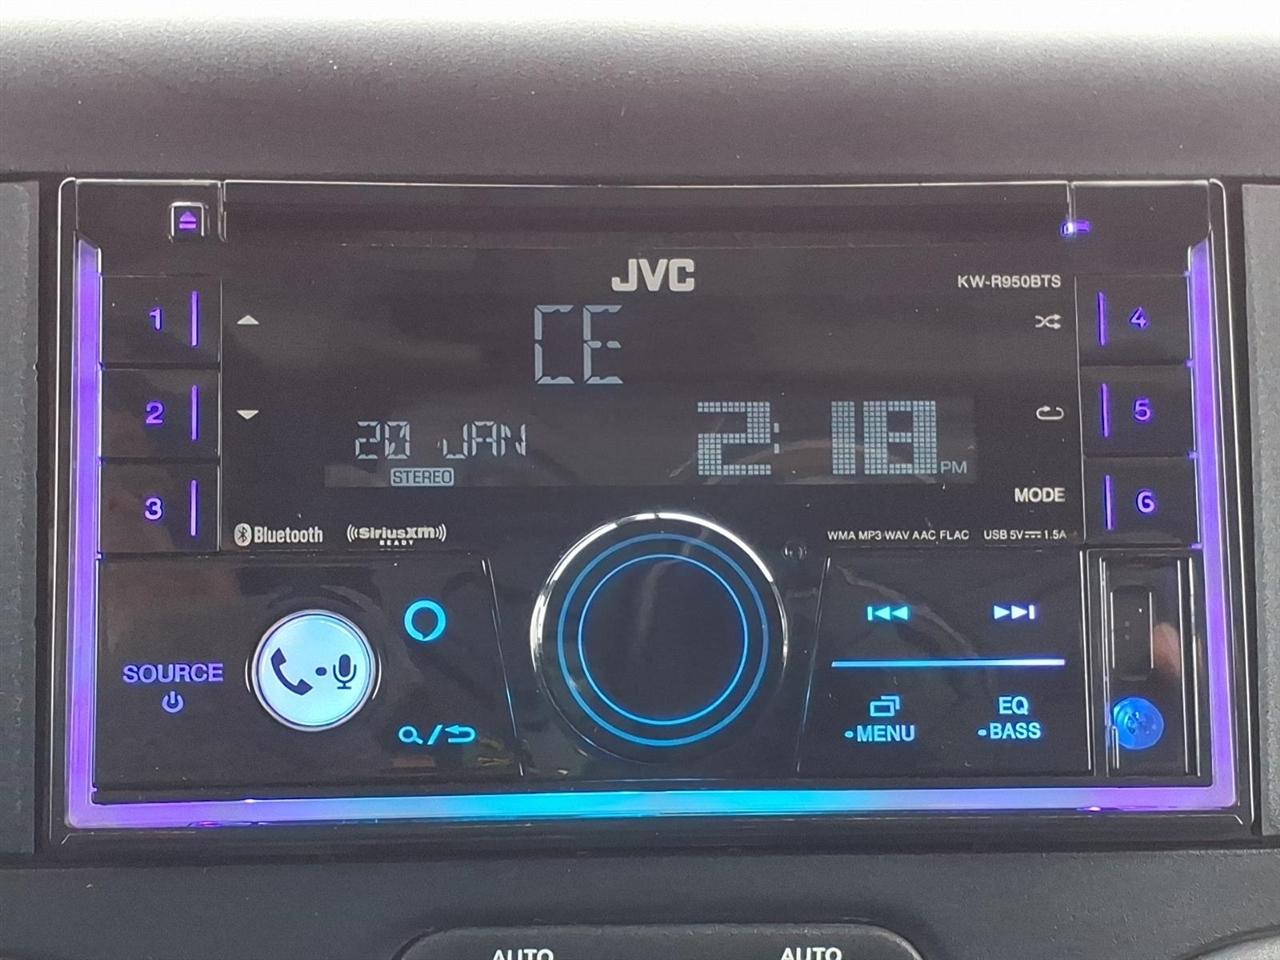 JVC
KW-R950BTS
CE
20 JAN
2:18 PM
STEREO
MODE
Bluetooth
((SiriusXM))
READY
WMA MP3 WAV AAC FLAC
USB 5V⎓1.5A
1
2
3
4
5
6
SOURCE
MENU
EQ
BASS
AUTO
AUTO